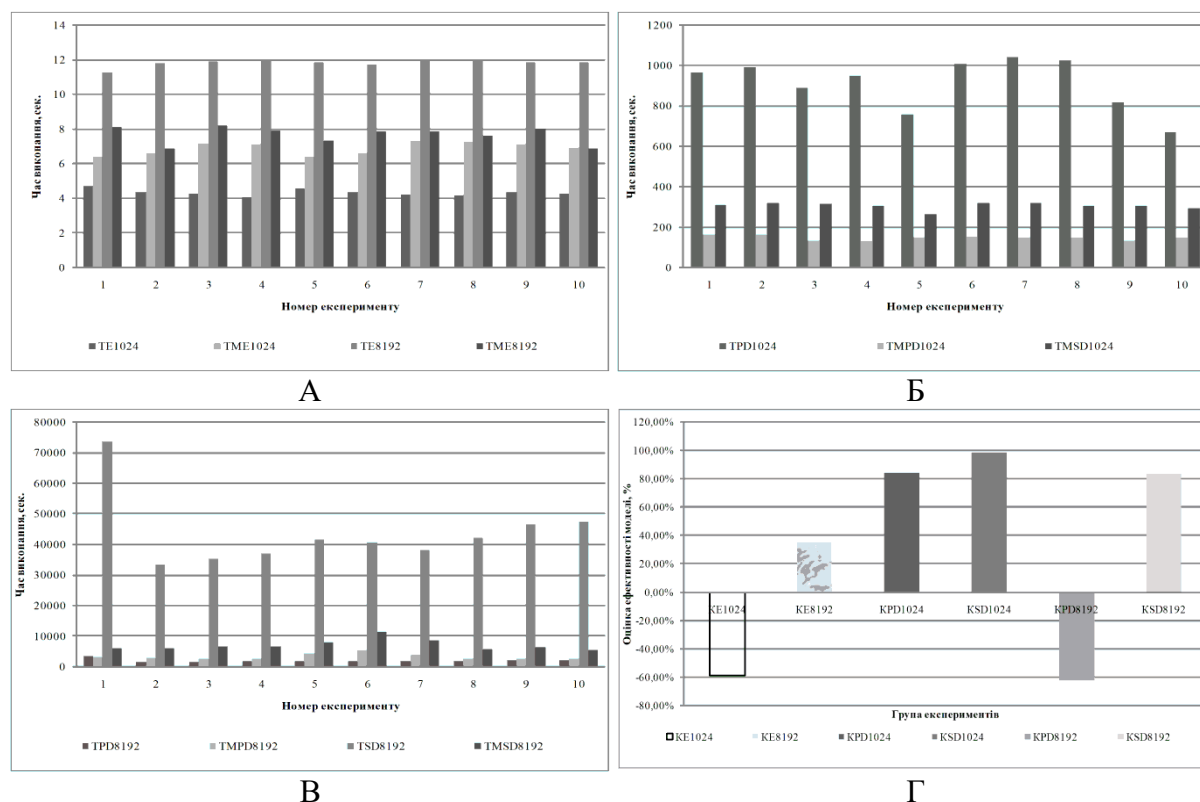 14
12
10
8
6
4
2
0
Час виконання, сек.
1 2 3 4 5 6 7 8 9 10
Номер експерименту
TE1024 TME1024 TE8192 TME8192
А
1200
1000
800
600
400
200
0
Час виконання, сек.
1 2 3 4 5 6 7 8 9 10
Номер експерименту
TPD1024 TMPD1024 TMSD1024
Б
80000
70000
60000
50000
40000
30000
20000
10000
0
Час виконання, сек.
1 2 3 4 5 6 7 8 9 10
Номер експерименту
TPD8192 TMPD8192 TSD8192 TMSD8192
В
120,00%
100,00%
80,00%
60,00%
40,00%
20,00%
0,00%
-20,00%
-40,00%
-60,00%
-80,00%
Оцінка ефективності моделі, %
KE1024 KE8192 KPD1024 KSD1024 KPD8192 KSD8192
Група експериментів
KE1024 KE8192 KPD1024 KSD1024 KPD8192 KSD8192
Г